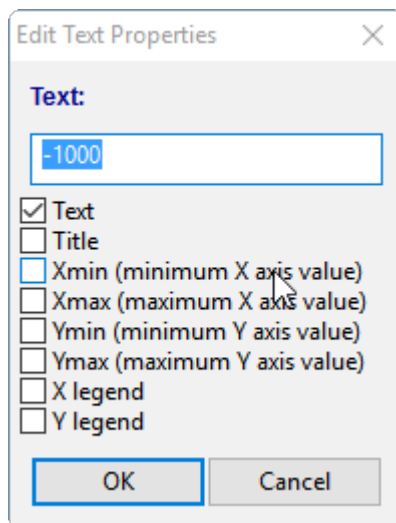 Edit Text Properties
Text:
-1000
Text
Title
Xmin (minimum X axis value)
Xmax (maximum X axis value)
Ymin (minimum Y axis value)
Ymax (maximum Y axis value)
X legend
Y legend
OK
Cancel